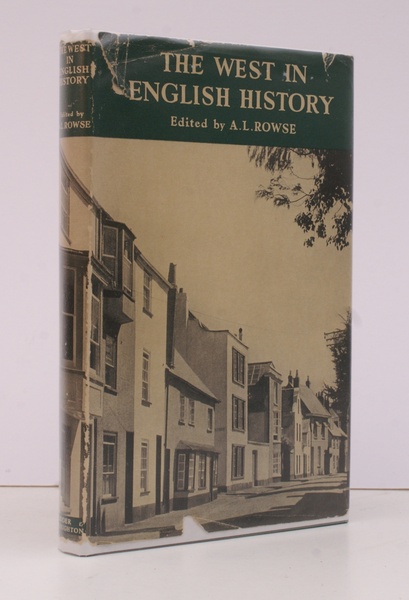 THE WEST
IN
ENGLISH
HISTORY
Edited by
A.L.ROWSE
THE WEST IN
ENGLISH HISTORY
Edited by A.L.ROWSE